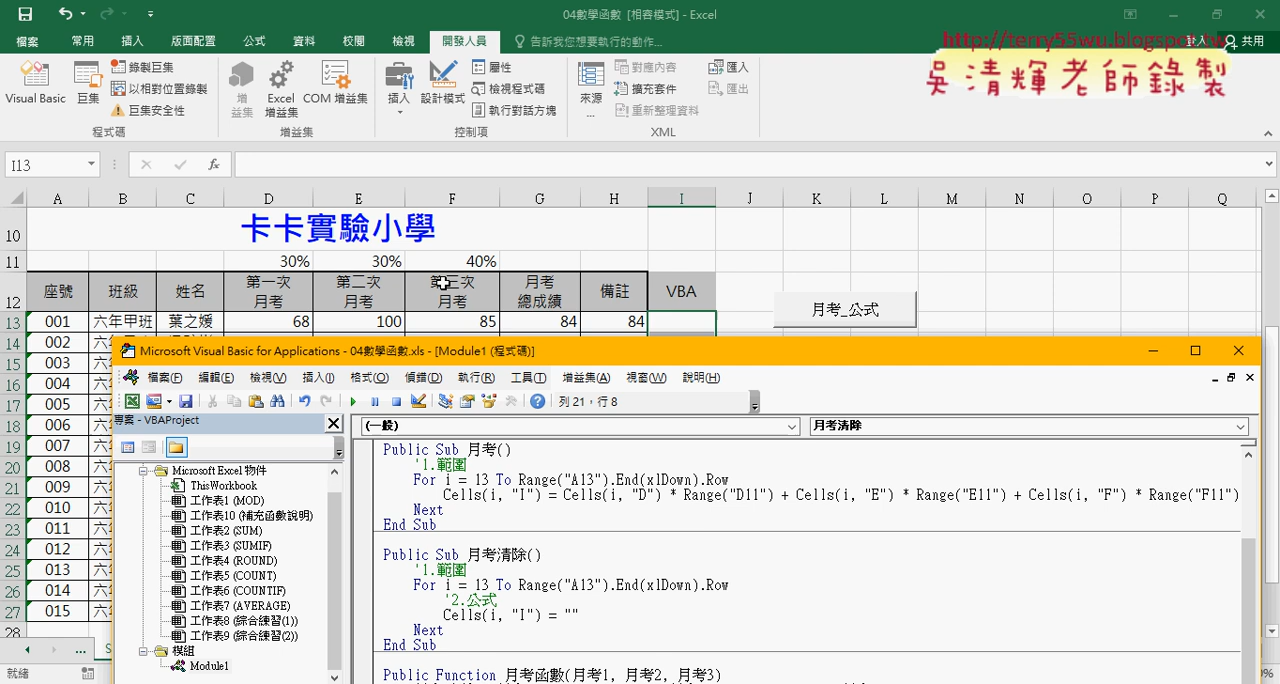 04數學函數 [相容模式] - Excel
檔案 常用 插入 版面配置 公式 資料 校閱 檢視 開發人員 告訴我您想要執行的動作... 登入 共用
http://terry55wu.blogspot.tw
吳清輝老師錄製
Visual Basic 巨集 錄製巨集 以相對位置錄製 巨集安全性 程式碼
增益集 Excel 增益集 COM 增益集 增益集
插入 設計模式 屬性 檢視程式碼 執行對話方塊 控制項
來源 ... 對應內容 擴充套件 重新整理資料 匯入 匯出 XML
I13 fx
A B C D E F G H I J K L M N O P Q
10 卡卡實驗小學
11 30% 30% 40%
12 座號 班級 姓名 第一次月考 第二次月考 第三次月考 月考總成績 備註 VBA
月考_公式
13 001 六年甲班 葉之媛 68 100 85 84 84
14 002
15 003
16 004
17 005
18 006
19 007
20 008
21 009
22 010
23 011
24 012
25 013
26 014
27 015
28
就緒
Microsoft Visual Basic for Applications - 04數學函數.xls - [Module1 (程式碼)]
檔案(F) 編輯(E) 檢視(V) 插入(I) 格式(O) 偵錯(D) 執行(R) 工具(T) 增益集(A) 視窗(W) 說明(H)
列 21，行 8
專案 - VBAProject
(一般) 月考清除
Microsoft Excel 物件
ThisWorkbook
工作表1 (MOD)
工作表10 (補充函數說明)
工作表2 (SUM)
工作表3 (SUMIF)
工作表4 (ROUND)
工作表5 (COUNT)
工作表6 (COUNTIF)
工作表7 (AVERAGE)
工作表8 (綜合練習(1))
工作表9 (綜合練習(2))
模組
Module1
Public Sub 月考()
'1.範圍
For i = 13 To Range("A13").End(xlDown).Row
Cells(i, "I") = Cells(i, "D") * Range("D11") + Cells(i, "E") * Range("E11") + Cells(i, "F") * Range("F11")
Next
End Sub
Public Sub 月考清除()
'1.範圍
For i = 13 To Range("A13").End(xlDown).Row
'2.公式
Cells(i, "I") = ""
Next
End Sub
Public Function 月考函數(月考1, 月考2, 月考3)